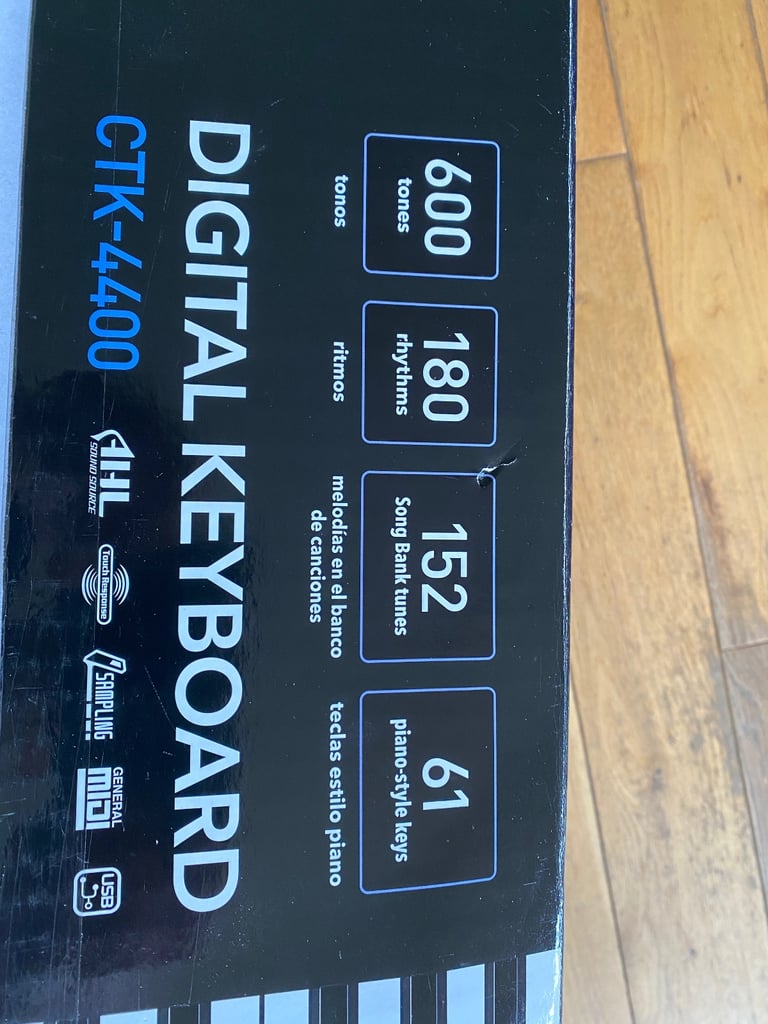 600
tones
tonos
180
rhythms
ritmos
152
Song Bank tunes
melodías en el banco
de canciones
61
piano-style keys
teclas estilo piano
DIGITAL KEYBOARD
CTK-4400
AHL
SOUND SOURCE
Touch Response
SAMPLING
GENERAL
MIDI
USB